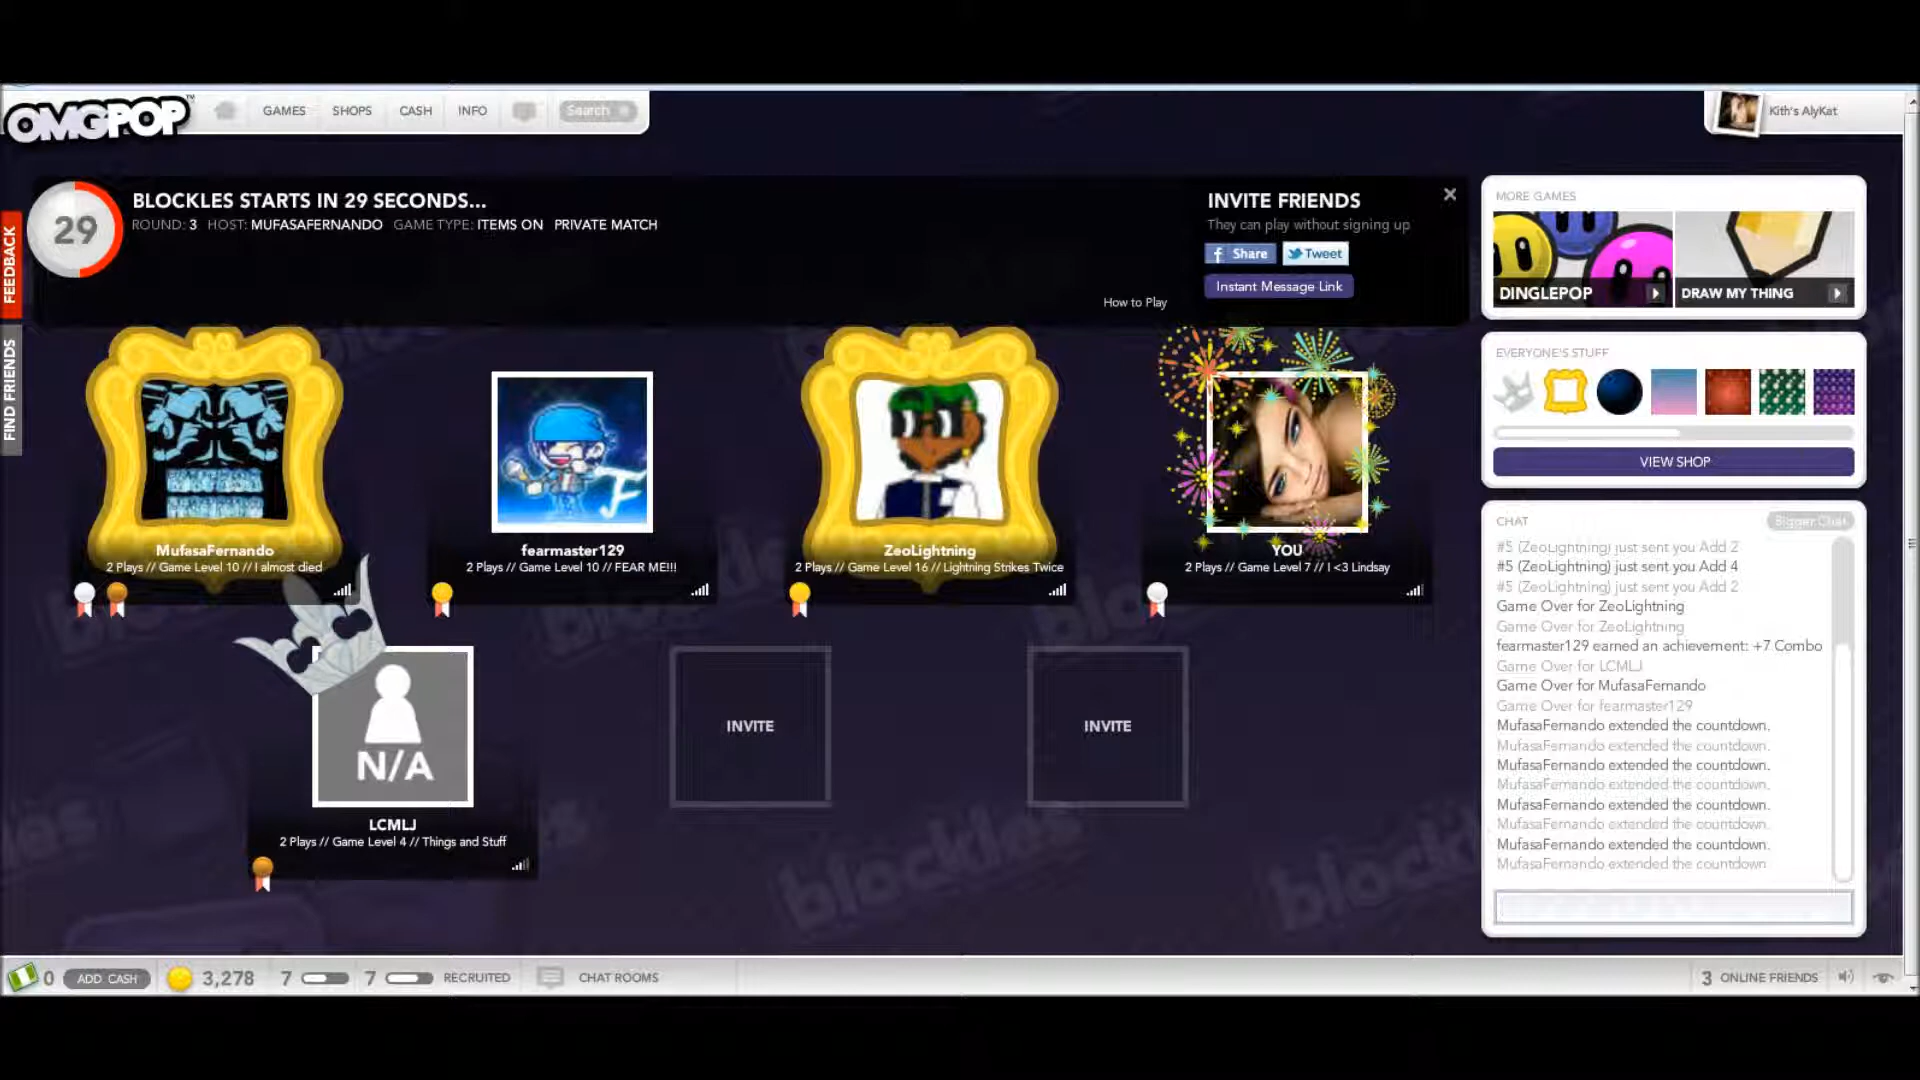 OMGPOP
GAMES
SHOPS
CASH
INFO
Search
Kith's AlyKat
FEEDBACK
FIND FRIENDS
29
BLOCKLES STARTS IN 29 SECONDS...
ROUND: 3 HOST: MUFASAFERNANDO GAME TYPE: ITEMS ON PRIVATE MATCH
INVITE FRIENDS
They can play without signing up
Share
Tweet
Instant Message Link
How to Play
MufasaFernando
2 Plays // Game Level 10 // I almost died
fearmaster129
2 Plays // Game Level 10 // FEAR ME!!!
ZeoLightning
2 Plays // Game Level 16 // Lightning Strikes Twice
YOU
2 Plays // Game Level 7 // I <3 Lindsay
N/A
LCMLJ
2 Plays // Game Level 4 // Things and Stuff
INVITE
INVITE
MORE GAMES
DINGLEPOP
DRAW MY THING
EVERYONE'S STUFF
VIEW SHOP
CHAT
Bigger Chat
#5 (ZeoLightning) just sent you Add 2
#5 (ZeoLightning) just sent you Add 4
#5 (ZeoLightning) just sent you Add 2
Game Over for ZeoLightning
Game Over for ZeoLightning
fearmaster129 earned an achievement: +7 Combo
Game Over for LCMLJ
Game Over for MufasaFernando
Game Over for fearmaster129
MufasaFernando extended the countdown.
MufasaFernando extended the countdown.
MufasaFernando extended the countdown.
MufasaFernando extended the countdown.
MufasaFernando extended the countdown.
MufasaFernando extended the countdown.
MufasaFernando extended the countdown.
MufasaFernando extended the countdown
blockles
blockles
0
ADD CASH
3,278
7
7
RECRUITED
CHAT ROOMS
3 ONLINE FRIENDS